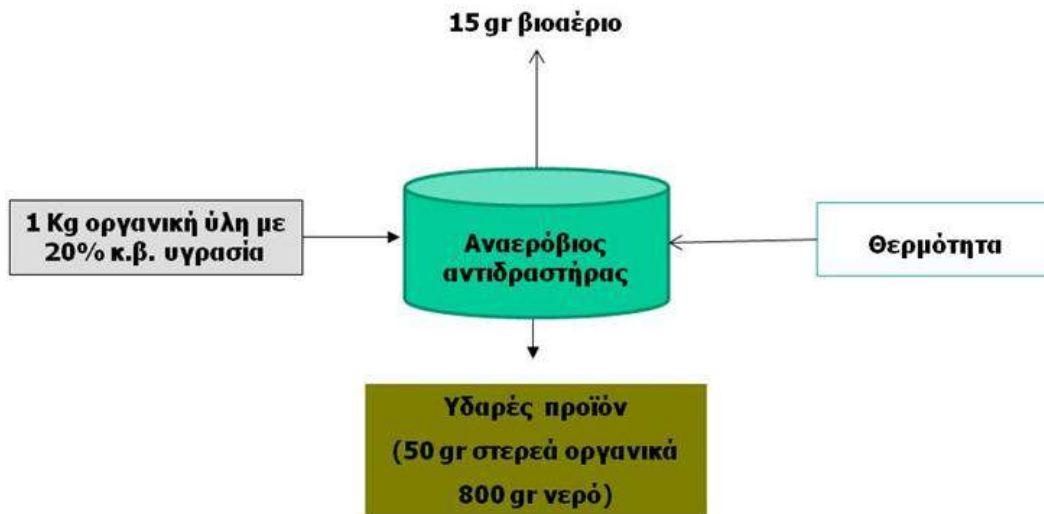 15 gr βιοαέριο
1 Kg οργανική ύλη με
20% κ.β. υγρασία
Αναερόβιος
αντιδραστήρας
Θερμότητα
Υδαρές προϊόν
(50 gr στερεά οργανικά
800 gr νερό)